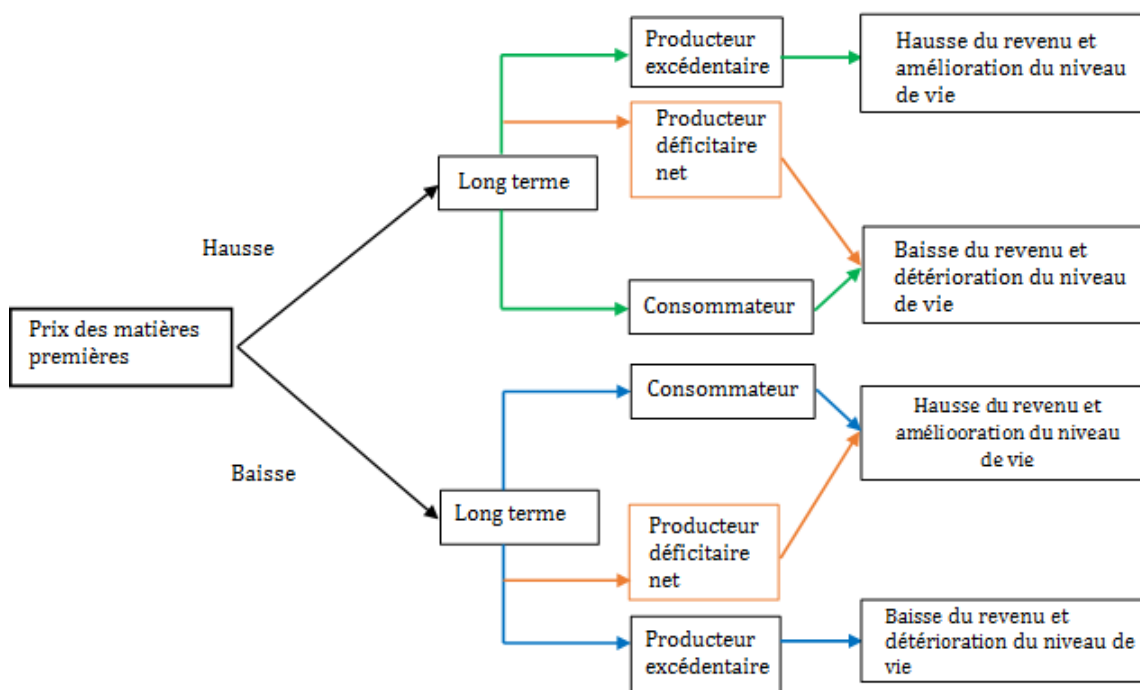 Producteur
excédentaire
Hausse du revenu et
amélioration du niveau
de vie
Producteur
déficitaire
net
Long terme
Hausse
Baisse du revenu et
détérioration du niveau
de vie
Consommateur
Prix des matières
premières
Consommateur
Hausse du revenu et
améliooration du niveau
de vie
Baisse
Long terme
Producteur
déficitaire
net
Baisse du revenu et
détérioration du niveau de
vie
Producteur
excédentaire